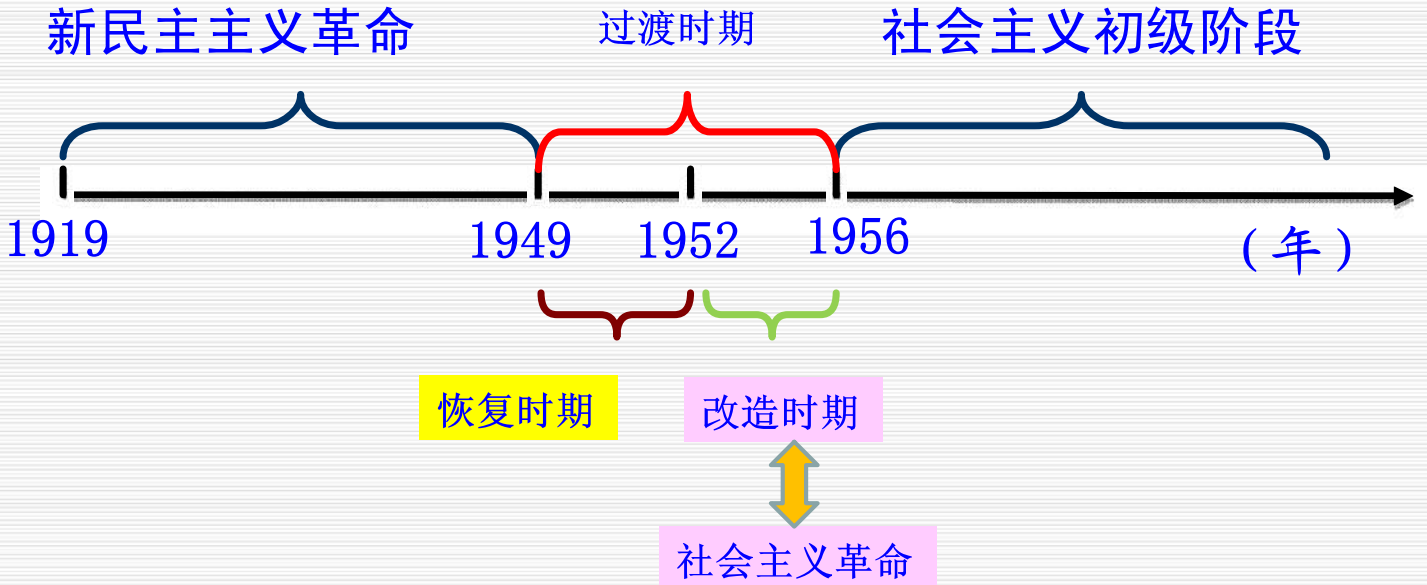 新民主主义革命
过渡时期
社会主义初级阶段
1919
1949
1952
1956
(年)
恢复时期
改造时期
社会主义革命